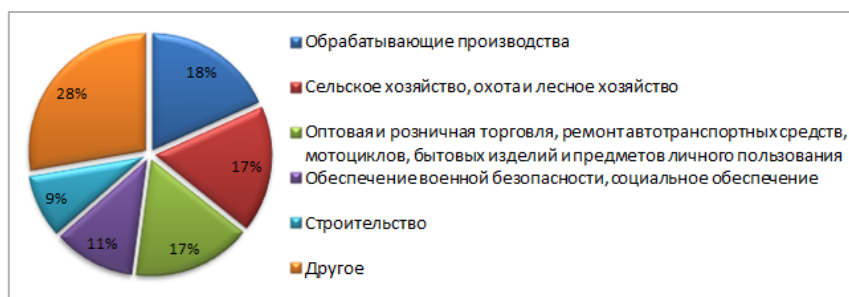 18%
17%
17%
11%
9%
28%
Обрабатывающие производства
Сельское хозяйство, охота и лесное хозяйство
Оптовая и розничная торговля, ремонт автотранспортных средств,
мотоциклов, бытовых изделий и предметов личного пользования
Обеспечение военной безопасности, социальное обеспечение
Строительство
Другое